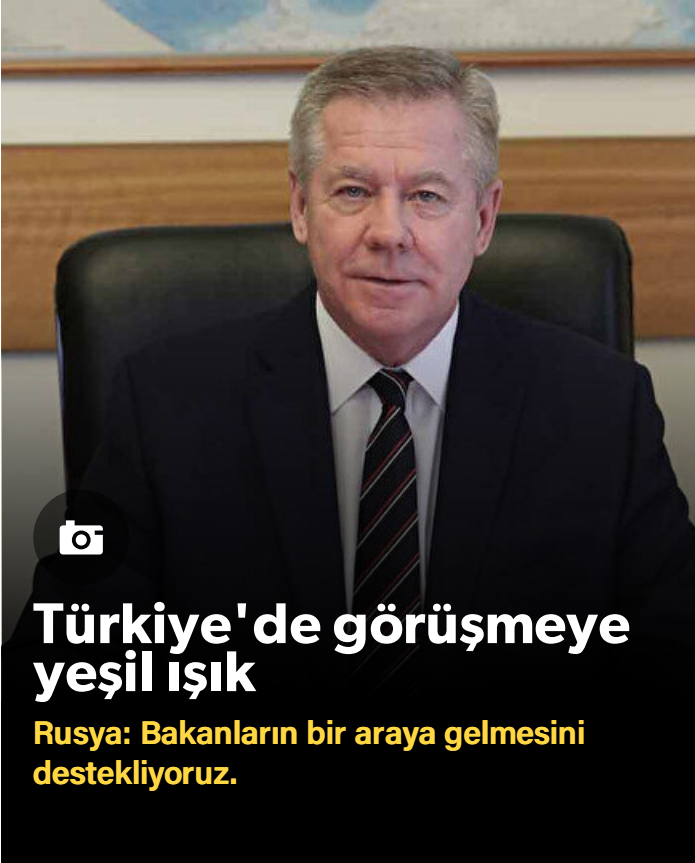 Türkiye'de görüşmeye
yeşil ışık
Rusya: Bakanların bir araya gelmesini
destekliyoruz.